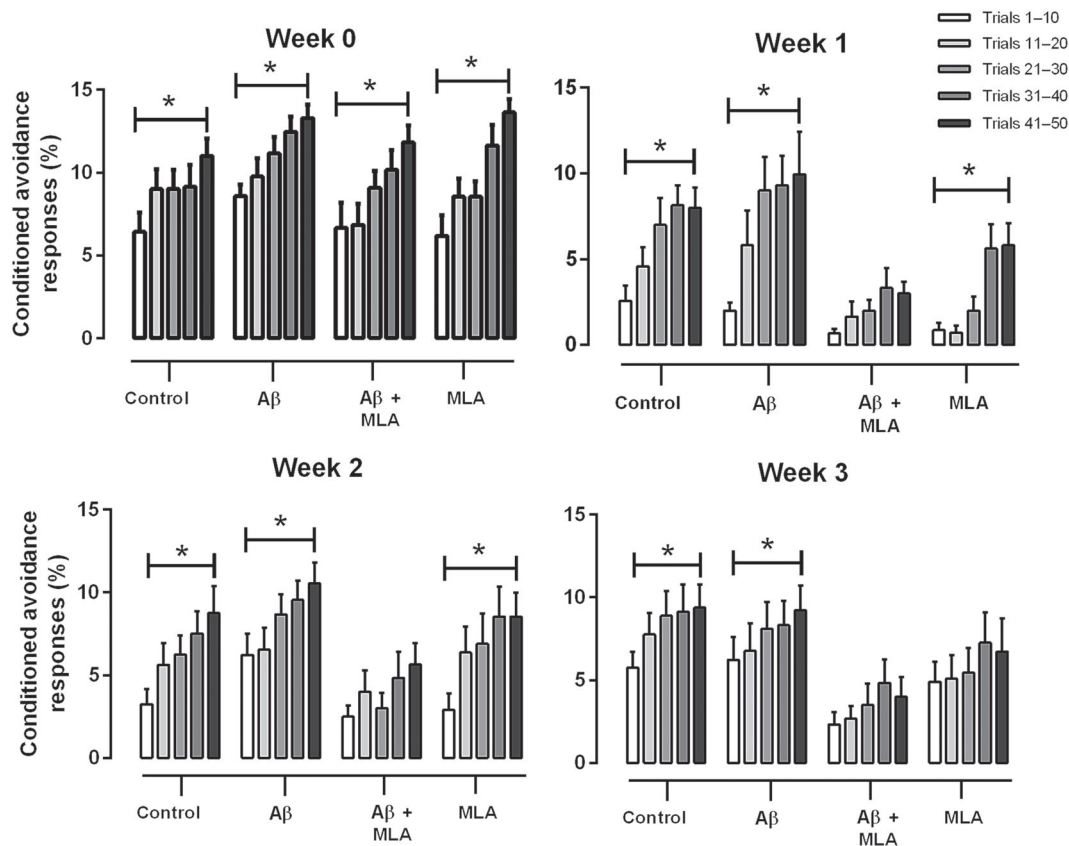 Trials 1–10
Trials 11–20
Trials 21–30
Trials 31–40
Trials 41–50
Week 0
Conditioned avoidance
responses (%)
15
10
5
0
*
*
*
*
Control
Aβ
Aβ +
MLA
MLA
Week 1
15
10
5
0
*
*
*
Control
Aβ
Aβ +
MLA
MLA
Week 2
Conditioned avoidance
responses (%)
15
10
5
0
*
*
*
Control
Aβ
Aβ +
MLA
MLA
Week 3
15
10
5
0
*
*
Control
Aβ
Aβ +
MLA
MLA